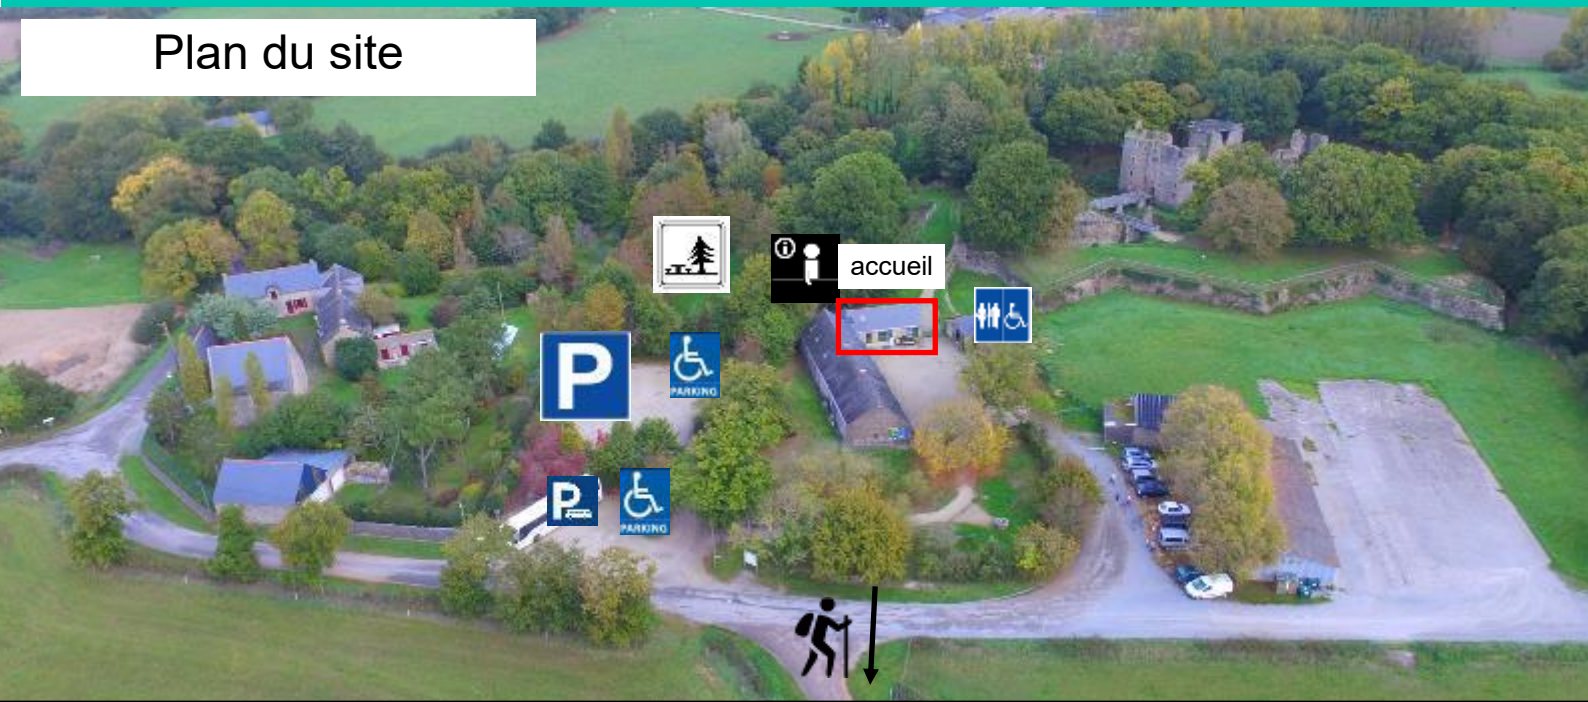 Plan du site
i
accueil
P
PARKING
P
PARKING